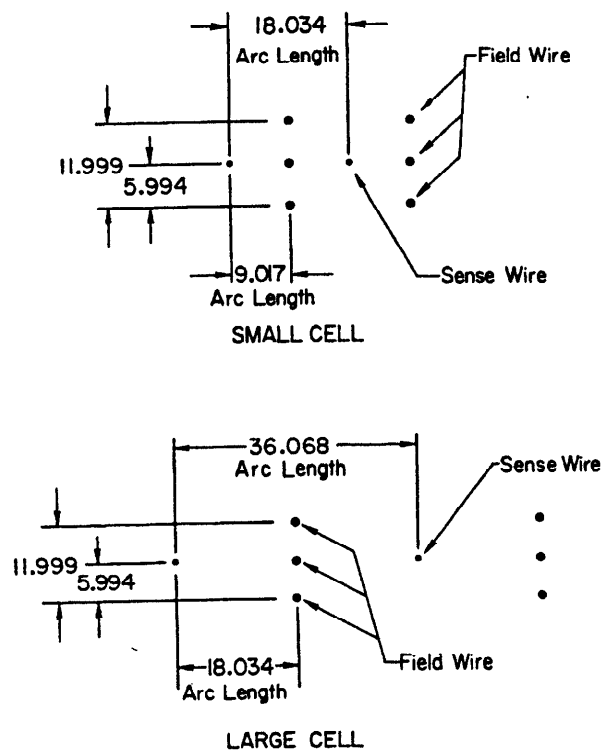 18.034
Arc Length
Field Wire
11.999
5.994
9.017
Arc Length
Sense Wire
SMALL CELL
36.068
Arc Length
Sense Wire
11.999
5.994
18.034
Arc Length
Field Wire
LARGE CELL